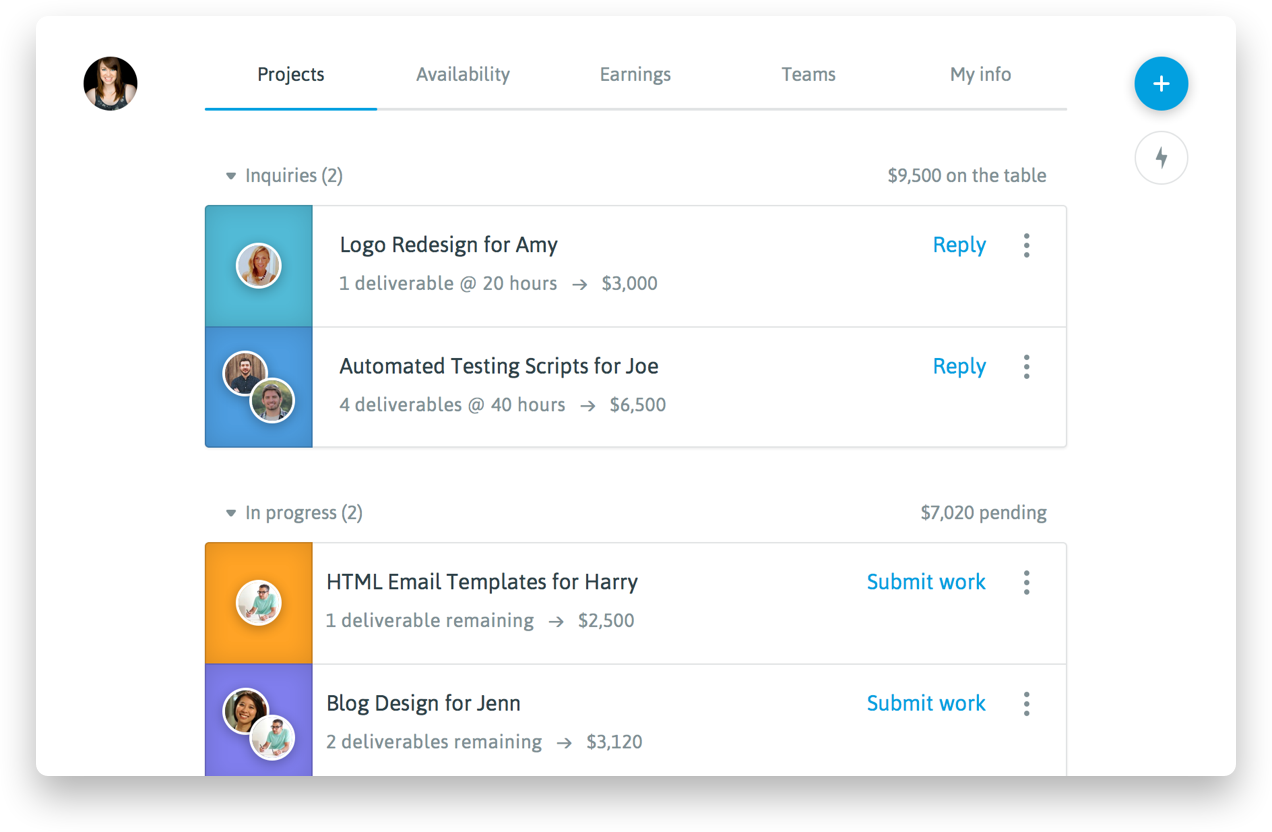 Projects Availability Earnings Teams My info
Inquiries (2) $9,500 on the table
Logo Redesign for Amy Reply
1 deliverable @ 20 hours → $3,000
Automated Testing Scripts for Joe Reply
4 deliverables @ 40 hours → $6,500
In progress (2) $7,020 pending
HTML Email Templates for Harry Submit work
1 deliverable remaining → $2,500
Blog Design for Jenn Submit work
2 deliverables remaining → $3,120